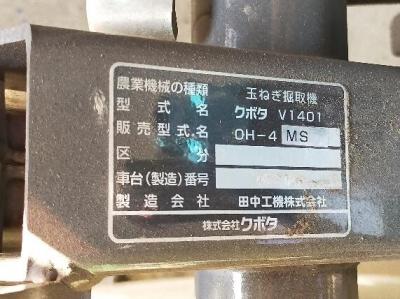 農業機械の種類 玉ねぎ掘取機
型式名 クボタ V1401
販売型式名 OH-4 MS
区分
車台(製造)番号
製造会社 田中工機株式会社
株式会社クボタ